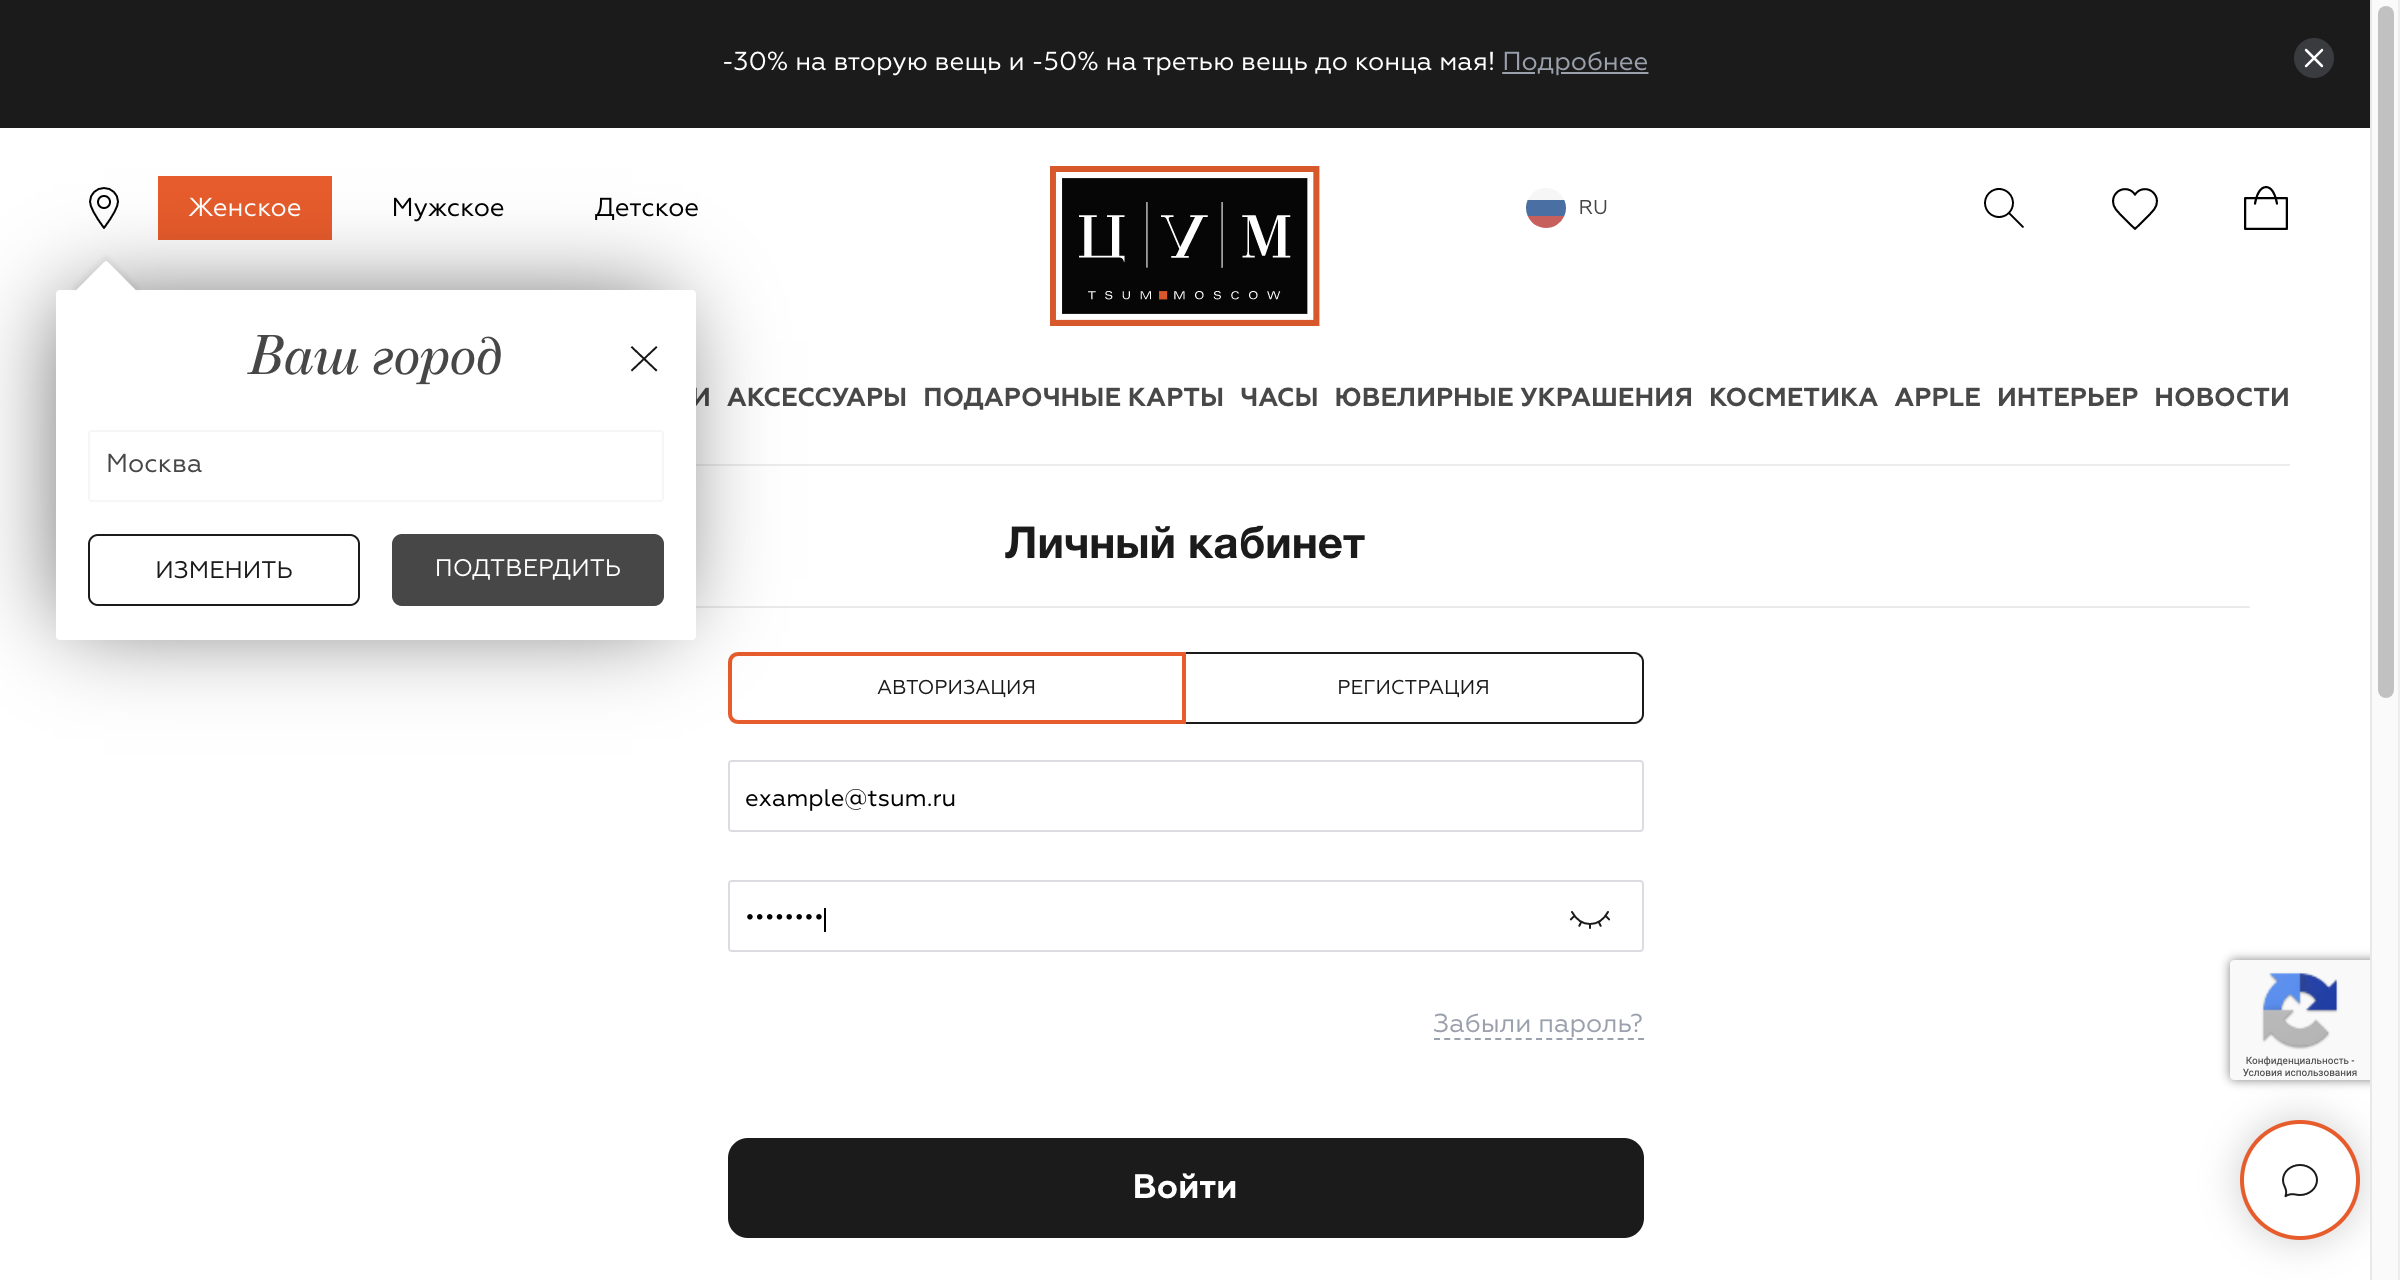 -30% на вторую вещь и -50% на третью вещь до конца мая! Подробнее
Женское
Мужское
Детское
Ц У М
TSUM MOSCOW
RU
И АКСЕССУАРЫ ПОДАРОЧНЫЕ КАРТЫ ЧАСЫ ЮВЕЛИРНЫЕ УКРАШЕНИЯ КОСМЕТИКА APPLE ИНТЕРЬЕР НОВОСТИ
Ваш город
Москва
ИЗМЕНИТЬ
ПОДТВЕРДИТЬ
Личный кабинет
АВТОРИЗАЦИЯ
РЕГИСТРАЦИЯ
example@tsum.ru
••••••••
Забыли пароль?
Войти
Конфиденциальность -
Условия использования